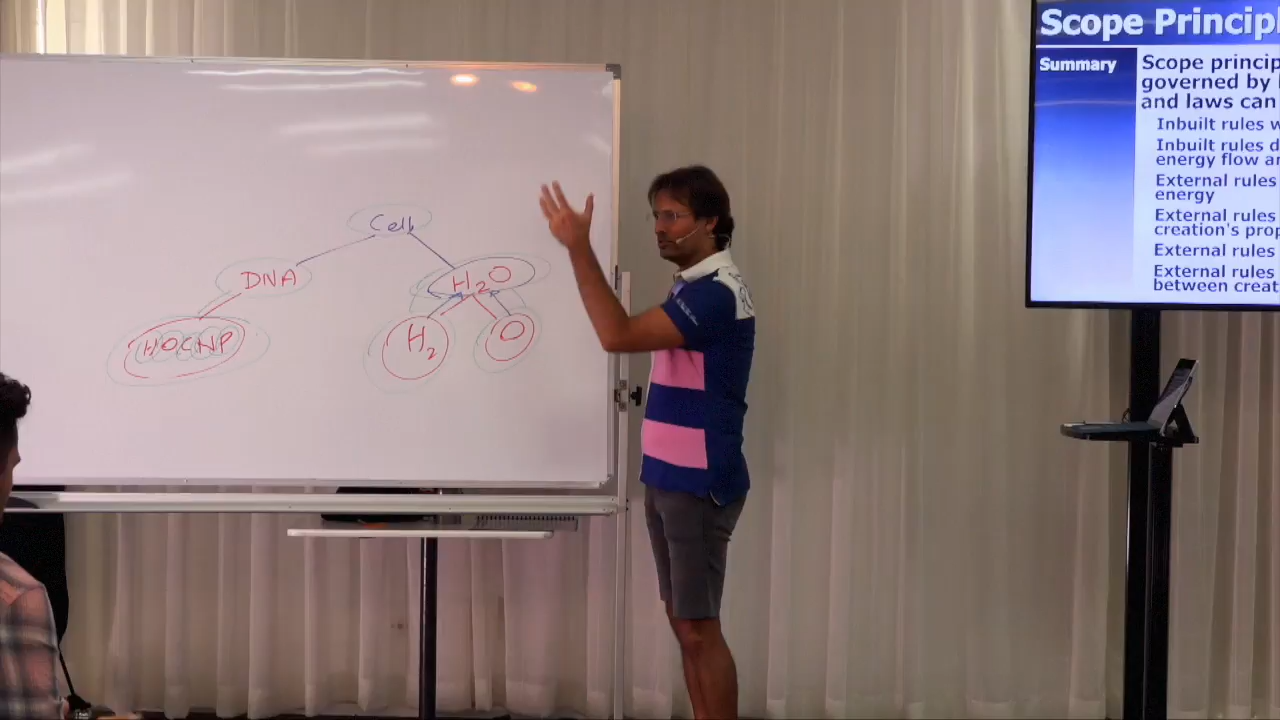 Cell
DNA
H2O
HOCNP
H2
O
Scope Principl
Summary
Scope princip
governed by
and laws can
Inbuilt rules w
Inbuilt rules d
energy flow a
External rules
energy
External rules
creation's prop
External rules
External rules
between creat